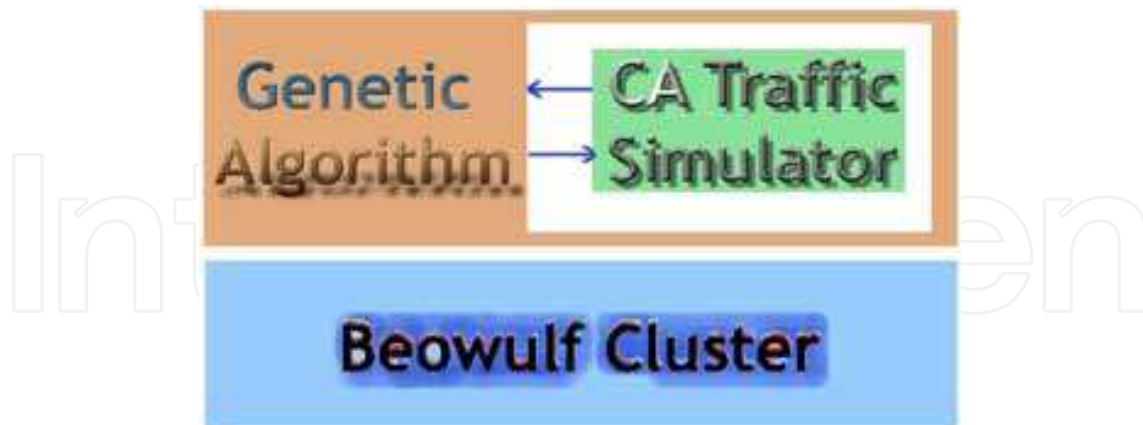 Genetic
Algorithm
CA Traffic
Simulator
Beowulf Cluster